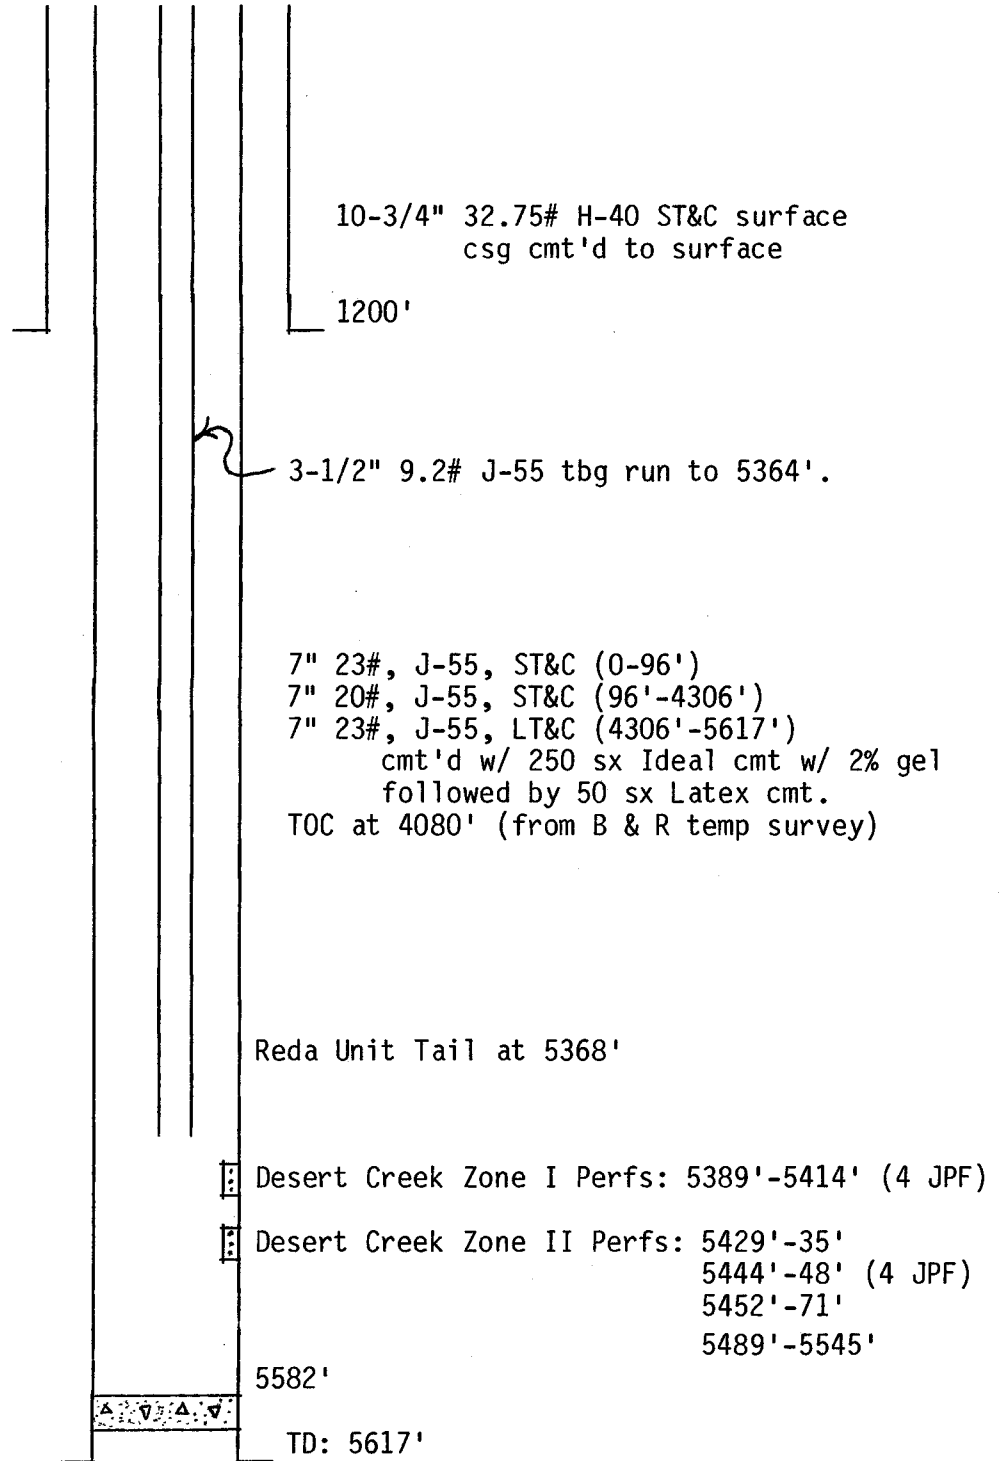 10-3/4" 32.75# H-40 ST&C surface
csg cmt'd to surface
1200'
3-1/2" 9.2# J-55 tbg run to 5364'.
7" 23#, J-55, ST&C (0-96')
7" 20#, J-55, ST&C (96'-4306')
7" 23#, J-55, LT&C (4306'-5617')
cmt'd w/ 250 sx Ideal cmt w/ 2% gel
followed by 50 sx Latex cmt.
TOC at 4080' (from B & R temp survey)
Reda Unit Tail at 5368'
Desert Creek Zone I Perfs: 5389'-5414' (4 JPF)
Desert Creek Zone II Perfs: 5429'-35'
5444'-48' (4 JPF)
5452'-71'
5489'-5545'
5582'
TD: 5617'